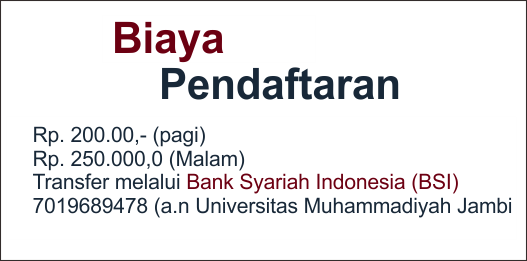 Biaya
Pendaftaran
Rp. 200.00,- (pagi)
Rp. 250.000,0 (Malam)
Transfer melalui Bank Syariah Indonesia (BSI)
7019689478 (a.n Universitas Muhammadiyah Jambi